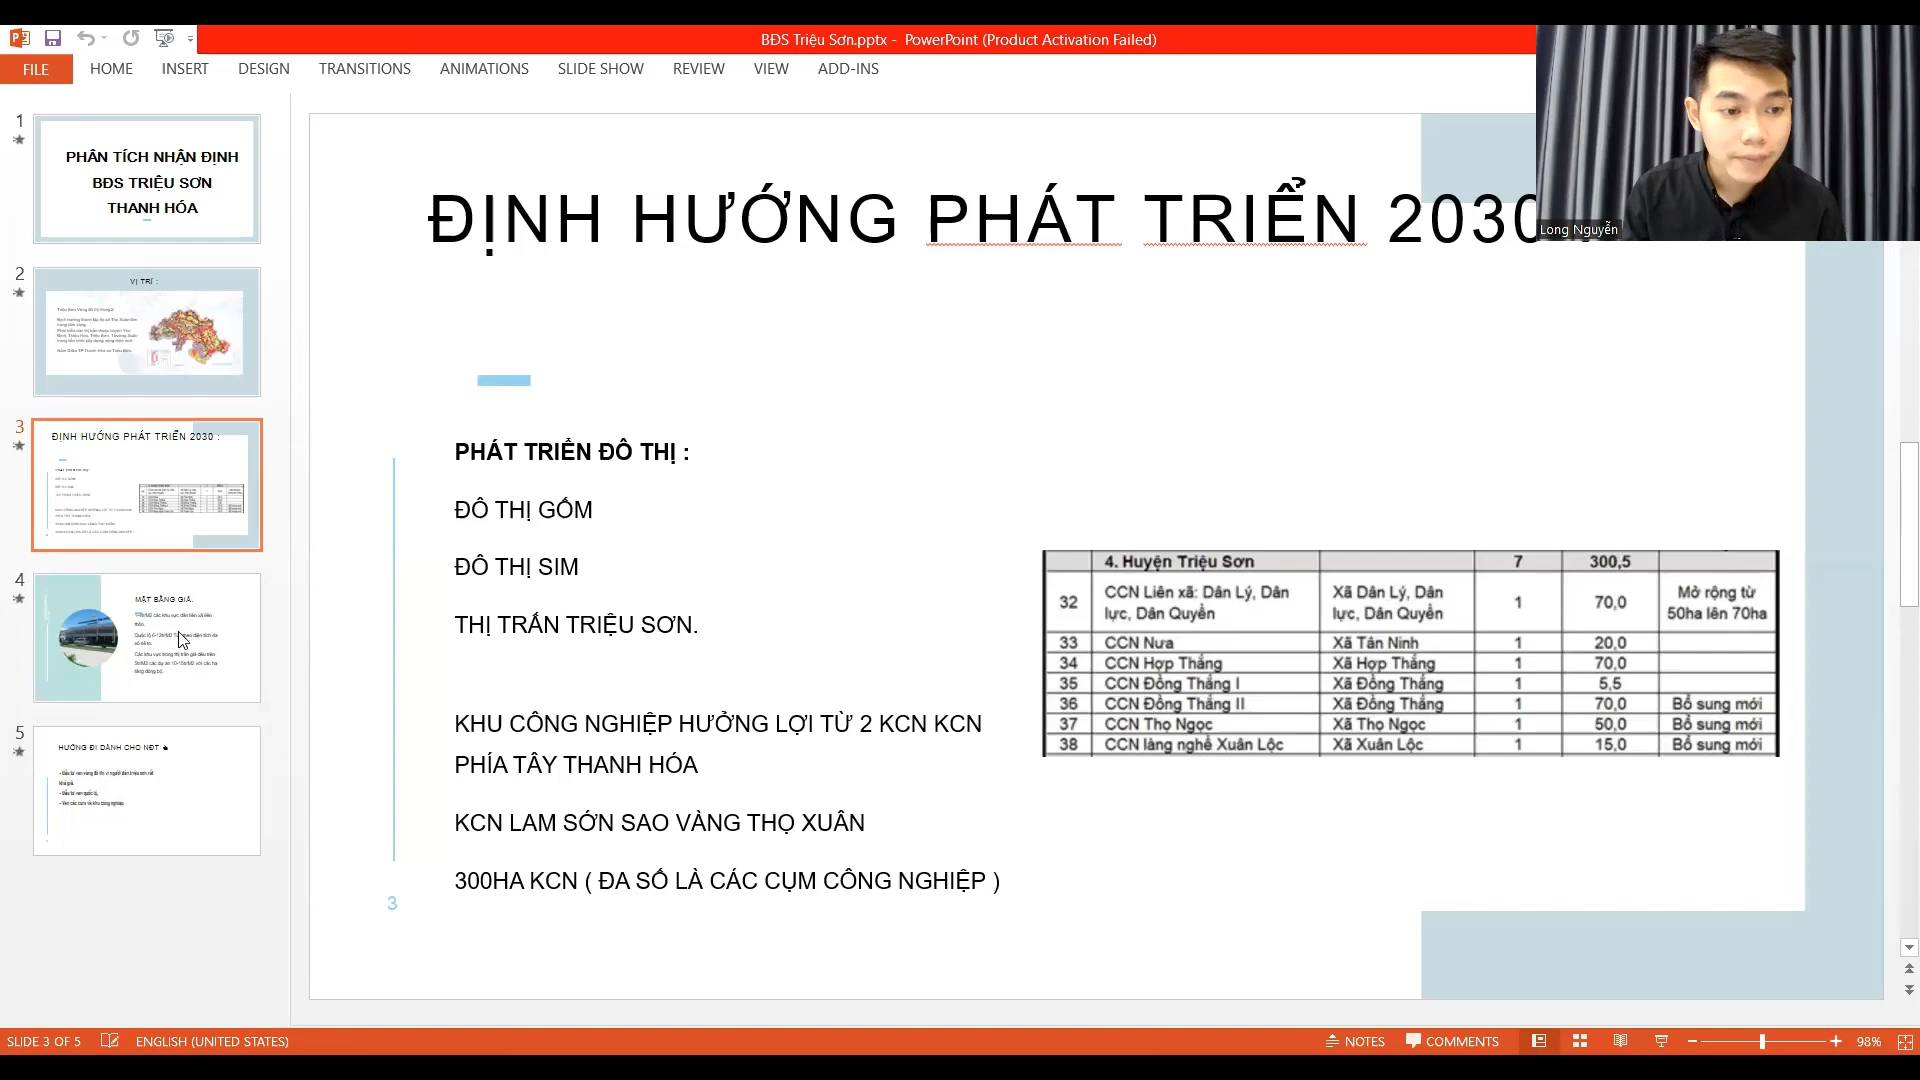 BĐS Triệu Sơn.pptx - PowerPoint (Product Activation Failed)
FILE HOME INSERT DESIGN TRANSITIONS ANIMATIONS SLIDE SHOW REVIEW VIEW ADD-INS
Long Nguyễn
1
PHÂN TÍCH NHẬN ĐỊNH
BĐS TRIỆU SƠN
THANH HÓA
2
VỊ TRÍ :
3
ĐỊNH HƯỚNG PHÁT TRIỂN 2030 :
4
MẶT BẰNG GIÁ.
5
HƯỚNG ĐI DÀNH CHO NĐT
ĐỊNH HƯỚNG PHÁT TRIỂN 2030
PHÁT TRIỂN ĐÔ THỊ :
ĐÔ THỊ GỐM
ĐÔ THỊ SIM
THỊ TRẤN TRIỆU SƠN.
KHU CÔNG NGHIỆP HƯỞNG LỢI TỪ 2 KCN KCN
PHÍA TÂY THANH HÓA
KCN LAM SỚN SAO VÀNG THỌ XUÂN
300HA KCN ( ĐA SỐ LÀ CÁC CỤM CÔNG NGHIỆP )
3
4. Huyện Triệu Sơn 7 300,5
32 CCN Liên xã: Dân Lý, Dân lực, Dân Quyền Xã Dân Lý, Dân lực, Dân Quyền 1 70,0 Mở rộng từ 50ha lên 70ha
33 CCN Nưa Xã Tân Ninh 1 20,0
34 CCN Hợp Thắng Xã Hợp Thắng 1 70,0
35 CCN Đồng Thắng I Xã Đồng Thắng 1 5,5
36 CCN Đồng Thắng II Xã Đồng Thắng 1 70,0 Bổ sung mới
37 CCN Thọ Ngọc Xã Thọ Ngọc 1 50,0 Bổ sung mới
38 CCN làng nghề Xuân Lộc Xã Xuân Lộc 1 15,0 Bổ sung mới
SLIDE 3 OF 5 ENGLISH (UNITED STATES) NOTES COMMENTS 98%